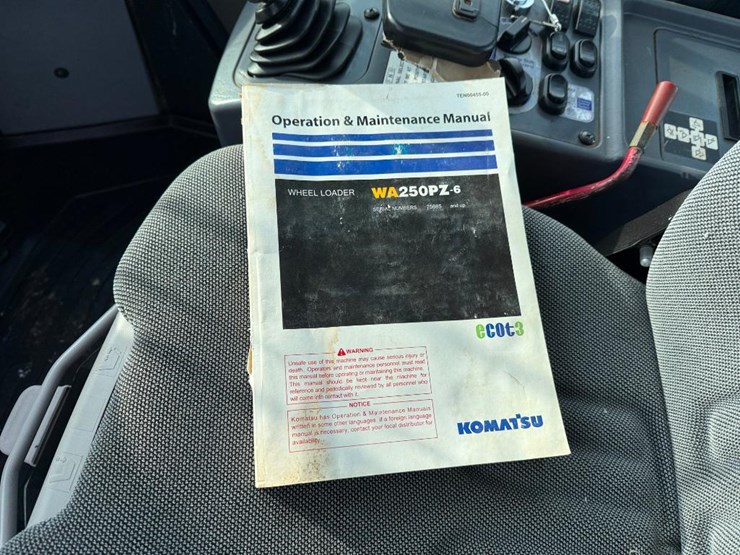 TEN00455-00
Operation & Maintenance Manual
WHEEL LOADER WA250PZ-6
SERIAL NUMBERS and up
ecot3
WARNING
Unsafe use of this machine may cause serious injury or
death. Operators and maintenance personnel must read
this manual before operating or maintaining this machine.
This manual should be kept near the machine for
reference and periodically reviewed by all personnel who
will come into contact with it.
NOTICE
Komatsu has Operation & Maintenance Manuals
written in some other languages. If a foreign language
manual is necessary, contact your local distributor for
availability.
KOMATSU